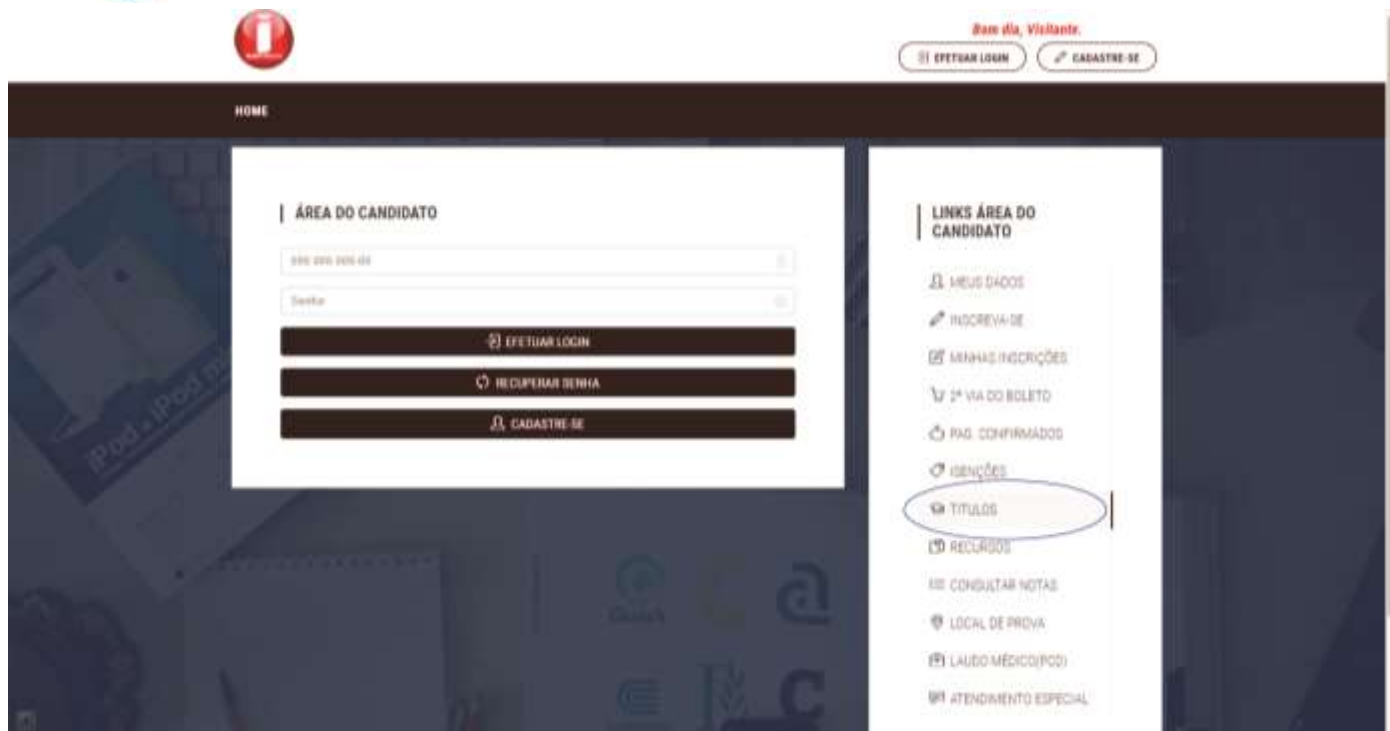 Bom dia, Visitante.
EFETUAR LOGIN
CADASTRE-SE
HOME
ÁREA DO CANDIDATO
Senha
EFETUAR LOGIN
RECUPERAR SENHA
CADASTRE-SE
LINKS ÁREA DO
CANDIDATO
MEUS DADOS
INSCREVA-SE
MINHAS INSCRIÇÕES
2ª VIA DO BOLETO
PAG. CONFIRMADOS
ISENÇÕES
TITULOS
RECURSOS
CONSULTAR NOTAS
LOCAL DE PROVA
LAUDO MÉDICO(PCD)
ATENDIMENTO ESPECIAL